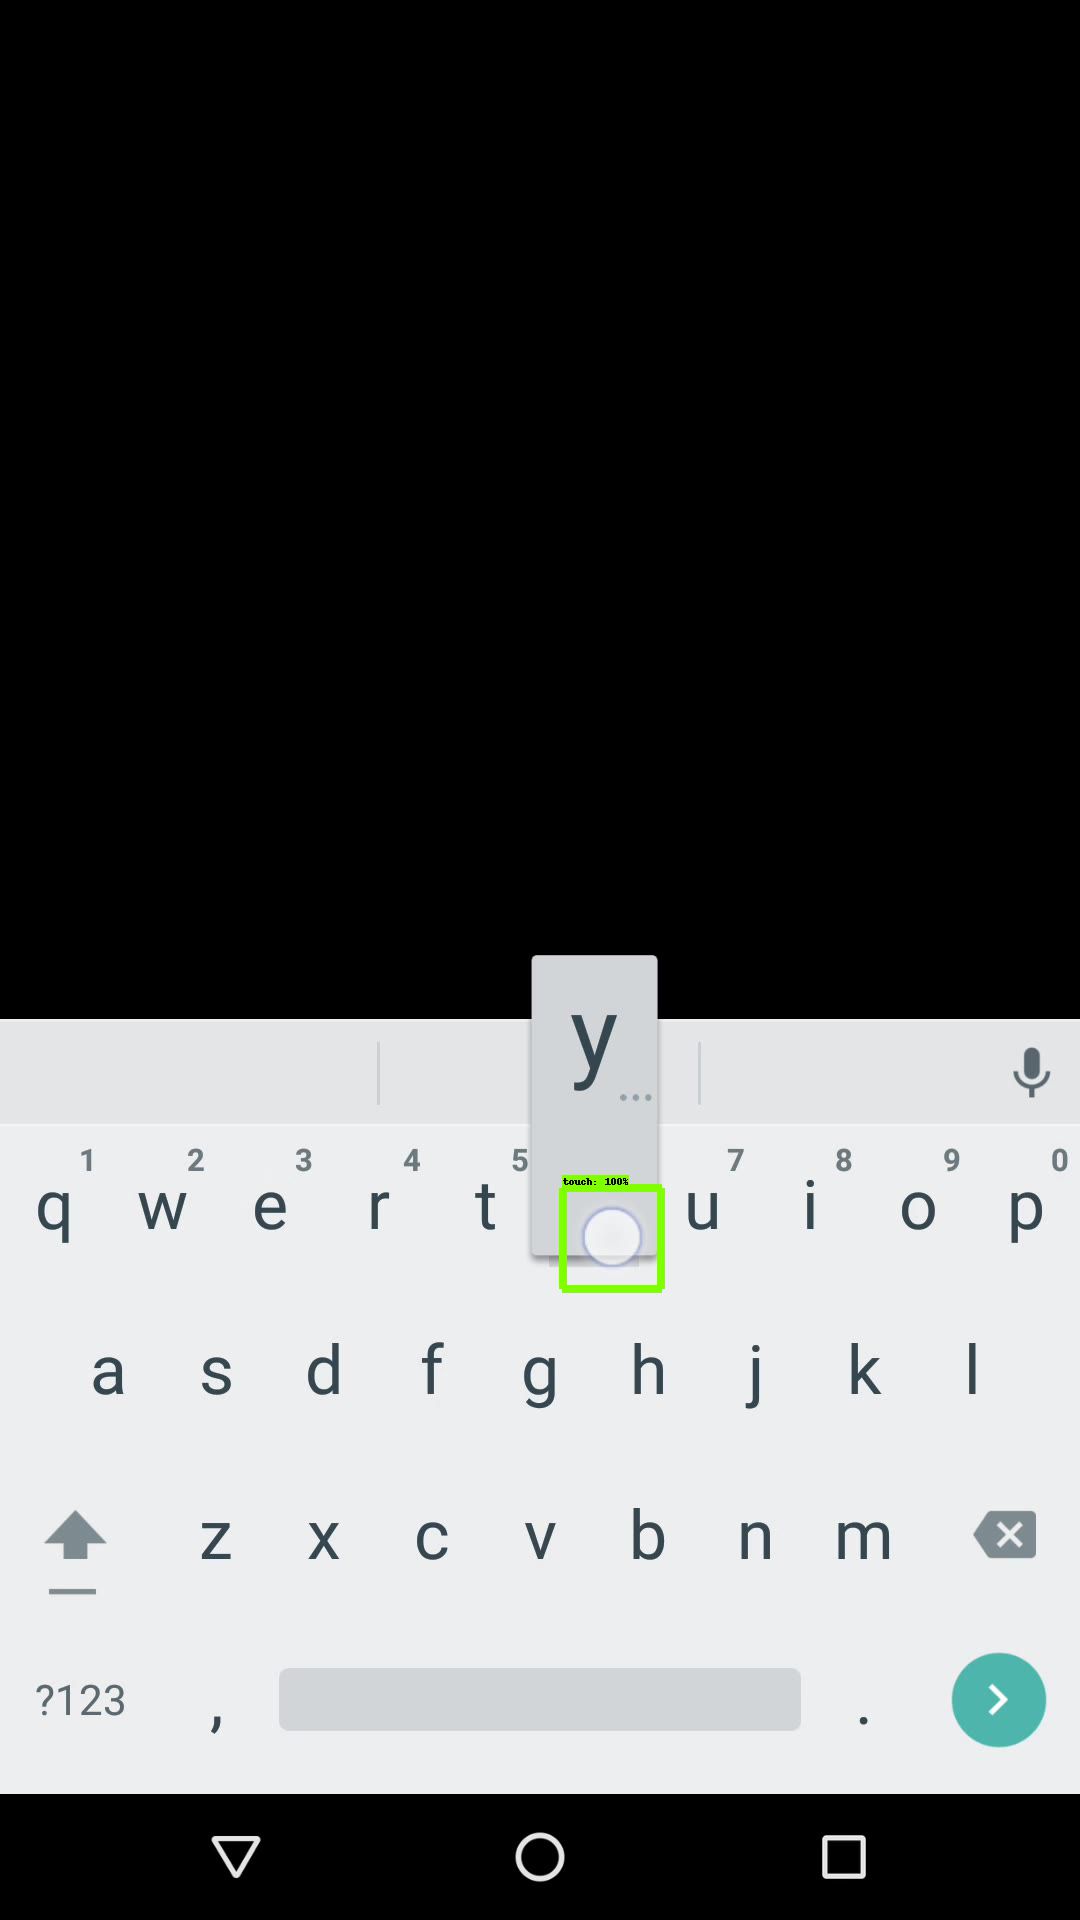 y
...
1 2 3 4 5 7 8 9 0
q w e r t u i o p
touch: 100%
a s d f g h j k l
z x c v b n m
?123 , .